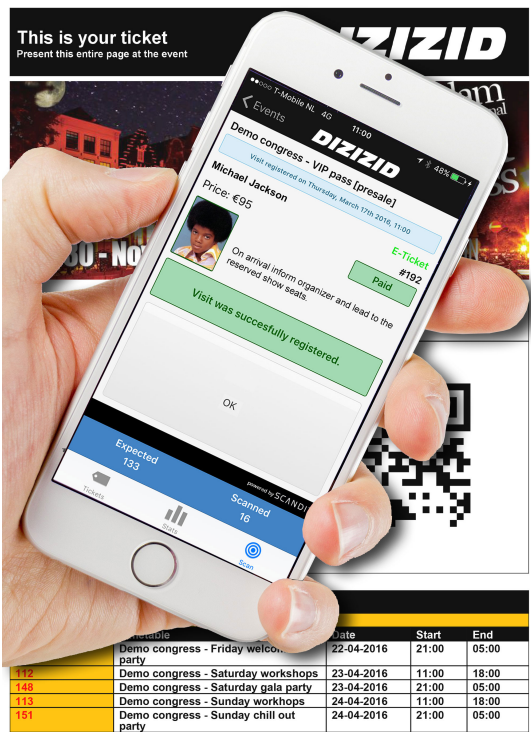 This is your ticket
Present this entire page at the event
DIZIZID
T-Mobile NL 4G 11:00 48%
Events
DIZIZID
Demo congress - VIP pass [presale]
Visit registered on Thursday, March 17th 2016, 11:00
Michael Jackson
Price: €95
E-Ticket
#192
Paid
On arrival inform organizer and lead to the
reserved show seats.
Visit was succesfully registered.
OK
powered by SCANDI
Expected
133
Scanned
16
Tickets
Stats
Scan
Date Start End
Demo congress - Friday party 22-04-2016 21:00 05:00
112 Demo congress - Saturday workshops 23-04-2016 11:00 18:00
148 Demo congress - Saturday gala party 23-04-2016 21:00 05:00
113 Demo congress - Sunday workhops 24-04-2016 11:00 18:00
151 Demo congress - Sunday chill out party 24-04-2016 21:00 05:00